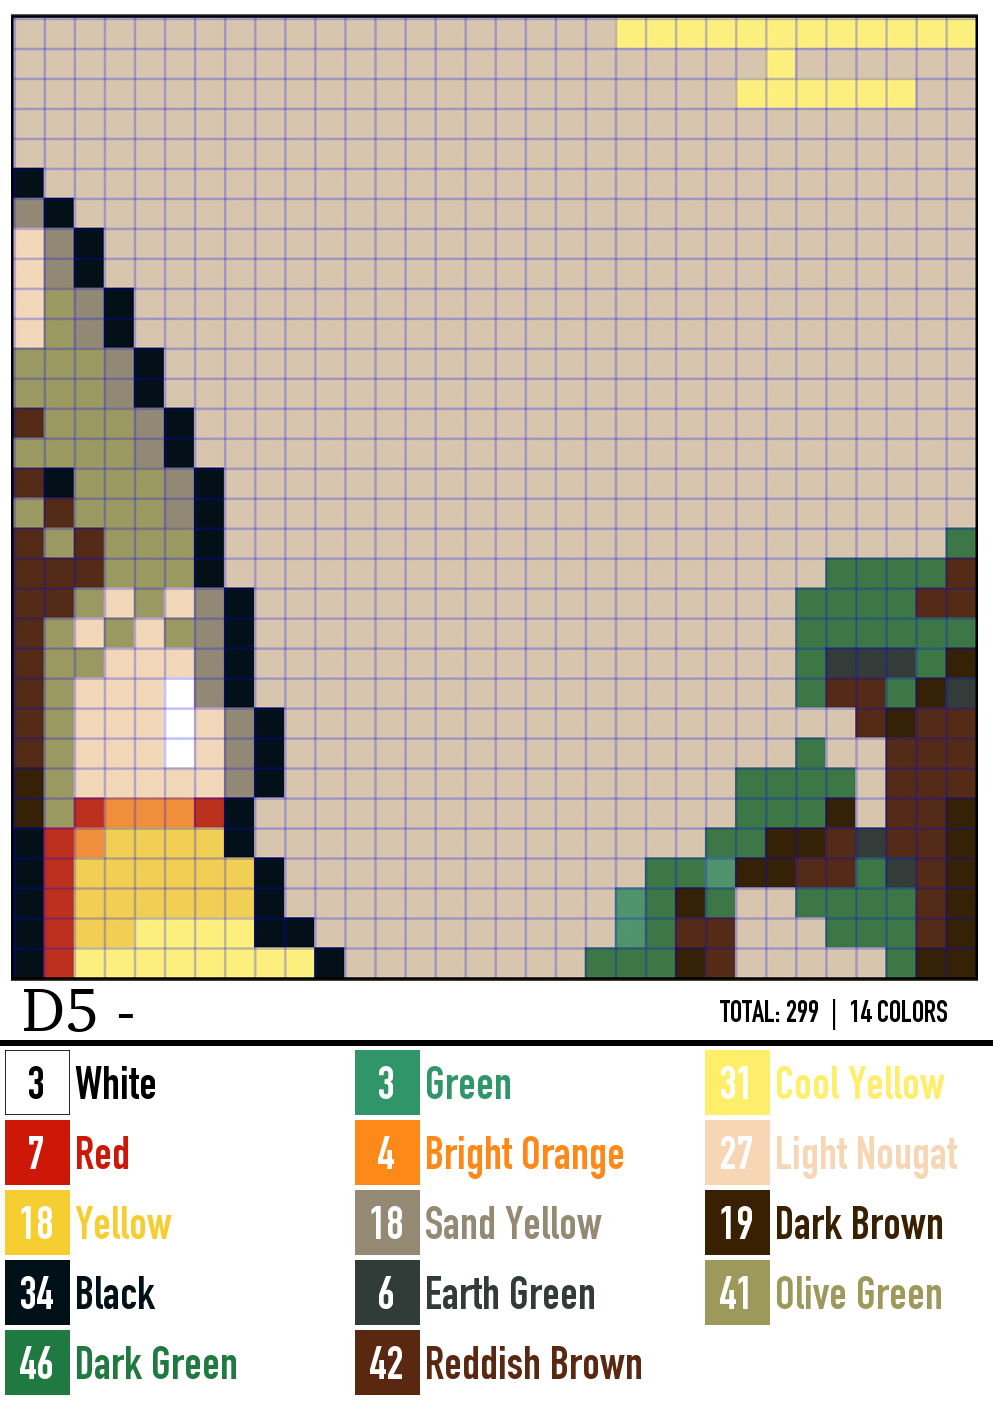 D5 -
TOTAL: 299 | 14 COLORS
3 White
3 Green
31 Cool Yellow
7 Red
4 Bright Orange
27 Light Nougat
18 Yellow
18 Sand Yellow
19 Dark Brown
34 Black
6 Earth Green
41 Olive Green
46 Dark Green
42 Reddish Brown